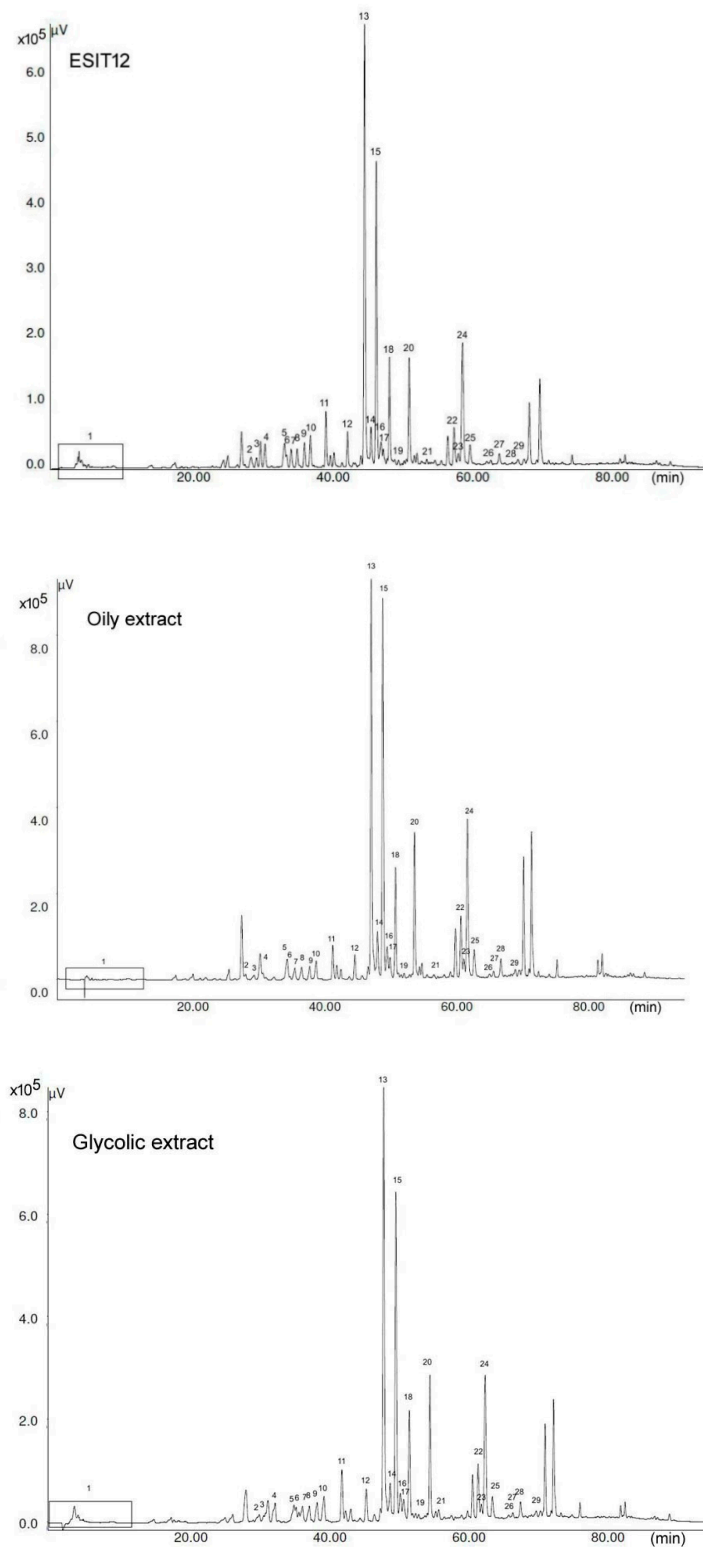 x10⁵ µV
ESIT12
13
6.0
5.0
15
4.0
3.0
2.0
18 20 24
1.0
11 12 14 16 17 22
1 2 3 4 5 6 7 8 9 10 19 21 23 25 26 27 28 29
0.0
20.00 40.00 60.00 80.00 (min)
13
µV
x10⁵
15
Oily extract
8.0
6.0
4.0
20 24
18
2.0
14 22
11 12 16 17 23 25
1 2 3 4 5 6 7 8 9 10 19 21 26 27 28 29
0.0
20.00 40.00 60.00 80.00 (min)
13
x10⁵ µV
8.0
Glycolic extract
15
6.0
4.0
20 24
18
2.0
11 14 22
1 2 3 4 5 6 7 8 9 10 12 16 17 19 21 23 25 26 27 28 29
0.0
20.00 40.00 60.00 80.00 (min)